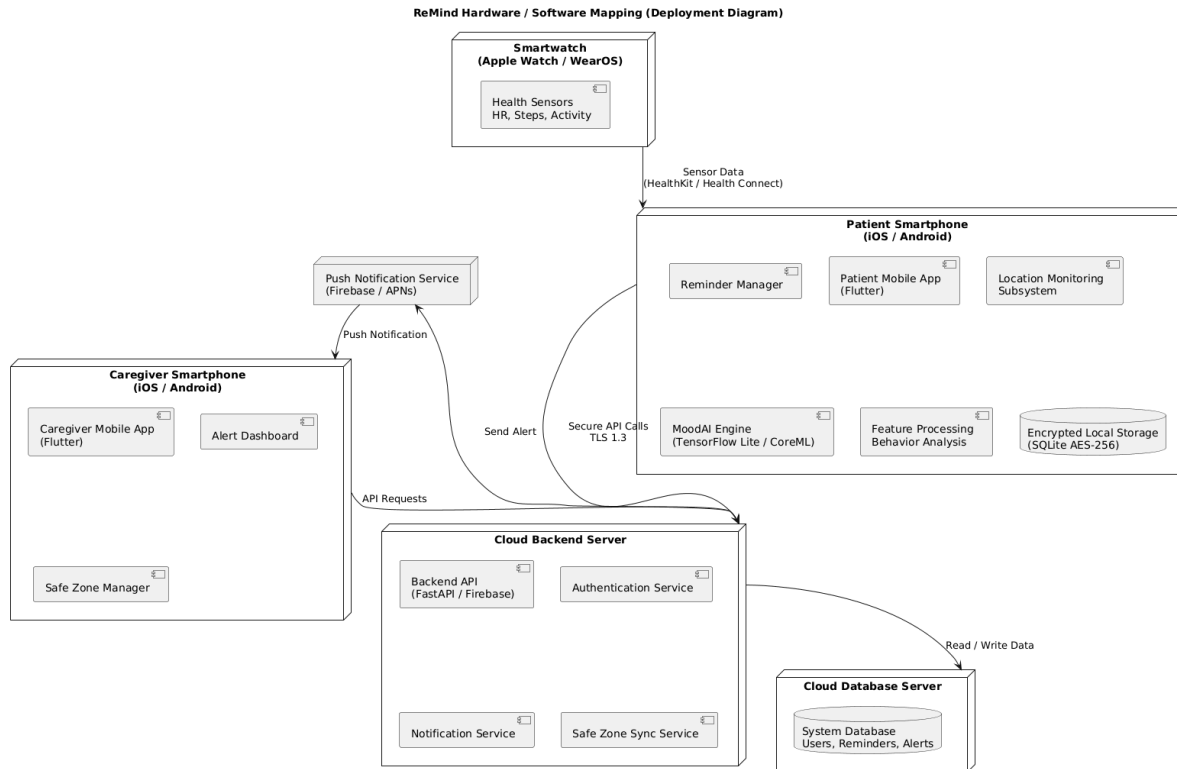 ReMind Hardware / Software Mapping (Deployment Diagram)
Smartwatch
(Apple Watch / WearOS)
Health Sensors
HR, Steps, Activity
Sensor Data
(HealthKit / Health Connect)
Patient Smartphone
(iOS / Android)
Reminder Manager
Patient Mobile App
(Flutter)
Location Monitoring
Subsystem
MoodAI Engine
(TensorFlow Lite / CoreML)
Feature Processing
Behavior Analysis
Encrypted Local Storage
(SQLite AES-256)
Push Notification Service
(Firebase / APNs)
Push Notification
Caregiver Smartphone
(iOS / Android)
Caregiver Mobile App
(Flutter)
Alert Dashboard
Safe Zone Manager
Send Alert
Secure API Calls
TLS 1.3
API Requests
Cloud Backend Server
Backend API
(FastAPI / Firebase)
Authentication Service
Notification Service
Safe Zone Sync Service
Read / Write Data
Cloud Database Server
System Database
Users, Reminders, Alerts